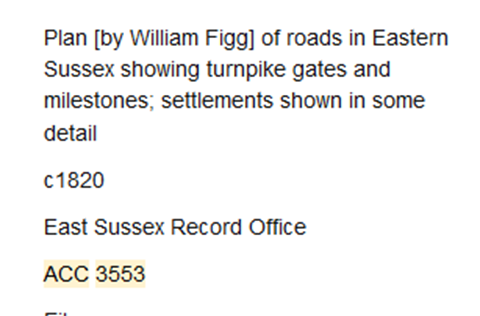 Plan [by William Figg] of roads in Eastern
Sussex showing turnpike gates and
milestones; settlements shown in some
detail
c1820
East Sussex Record Office
ACC 3553